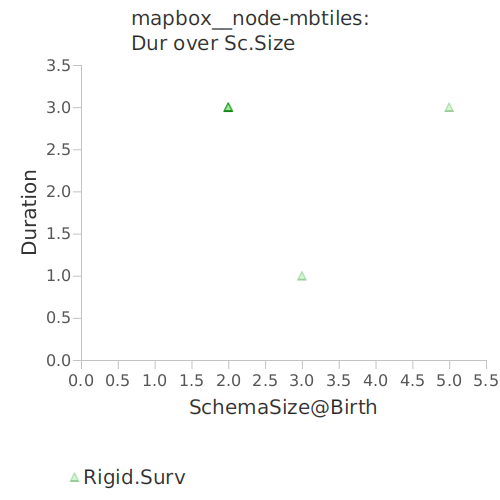 mapbox__node-mbtiles:
Dur over Sc.Size
3.5
3.0
2.5
2.0
1.5
1.0
0.5
0.0
Duration
0.0 0.5 1.0 1.5 2.0 2.5 3.0 3.5 4.0 4.5 5.0 5.5
SchemaSize@Birth
Rigid.Surv